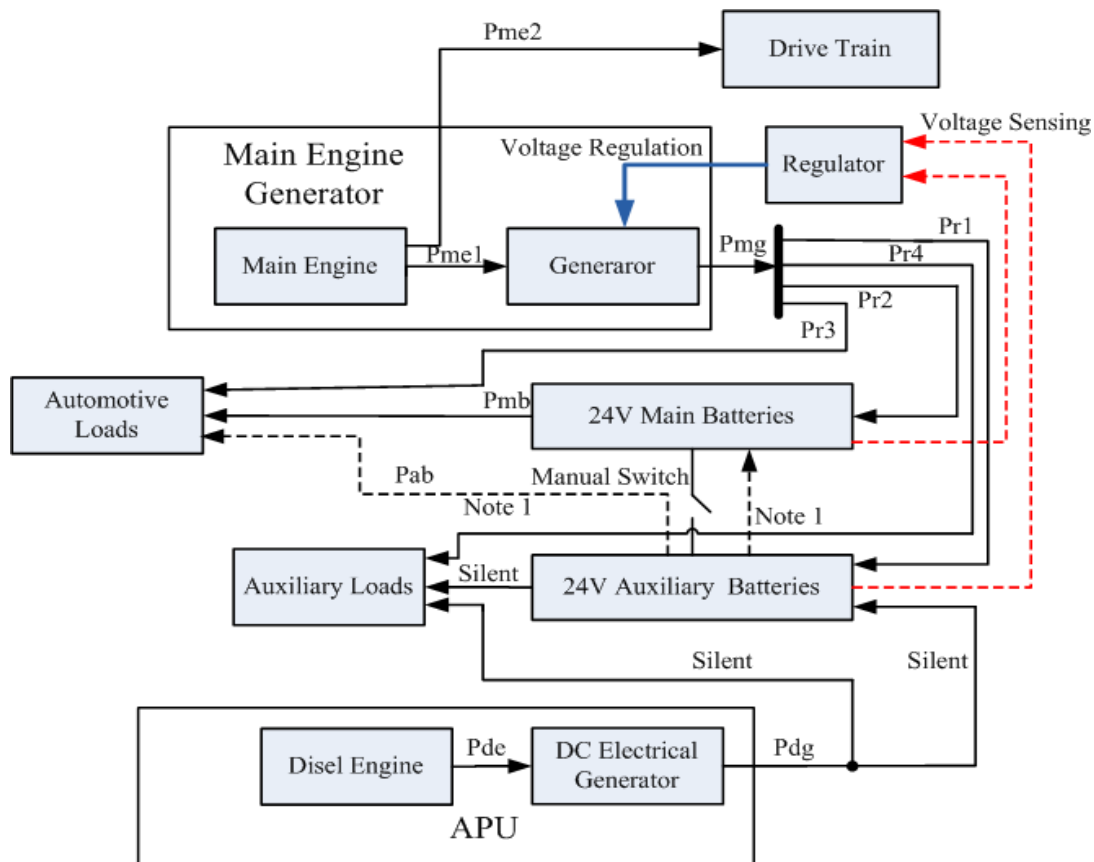 Pme2
Drive Train
Voltage Sensing
Main Engine
Generator
Voltage Regulation
Regulator
Main Engine
Pme1
Generaror
Pmg
Pr1
Pr4
Pr2
Pr3
Automotive
Loads
Pmb
24V Main Batteries
Pab
Manual Switch
Note 1
Note 1
Auxiliary Loads
Silent
24V Auxiliary Batteries
Silent
Silent
Disel Engine
Pde
DC Electrical
Generator
Pdg
APU